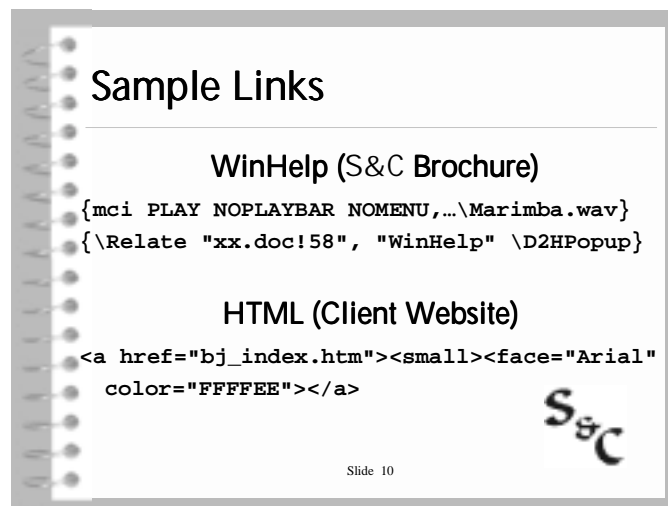 Sample Links
WinHelp (S&C Brochure)
{mci PLAY NOPLAYBAR NOMENU,…\Marimba.wav}
{\Relate "xx.doc!58", "WinHelp" \D2HPopup}
HTML (Client Website)
<a href="bj_index.htm"><small><face="Arial"
color="FFFFEE"></a>
S&C
Slide 10